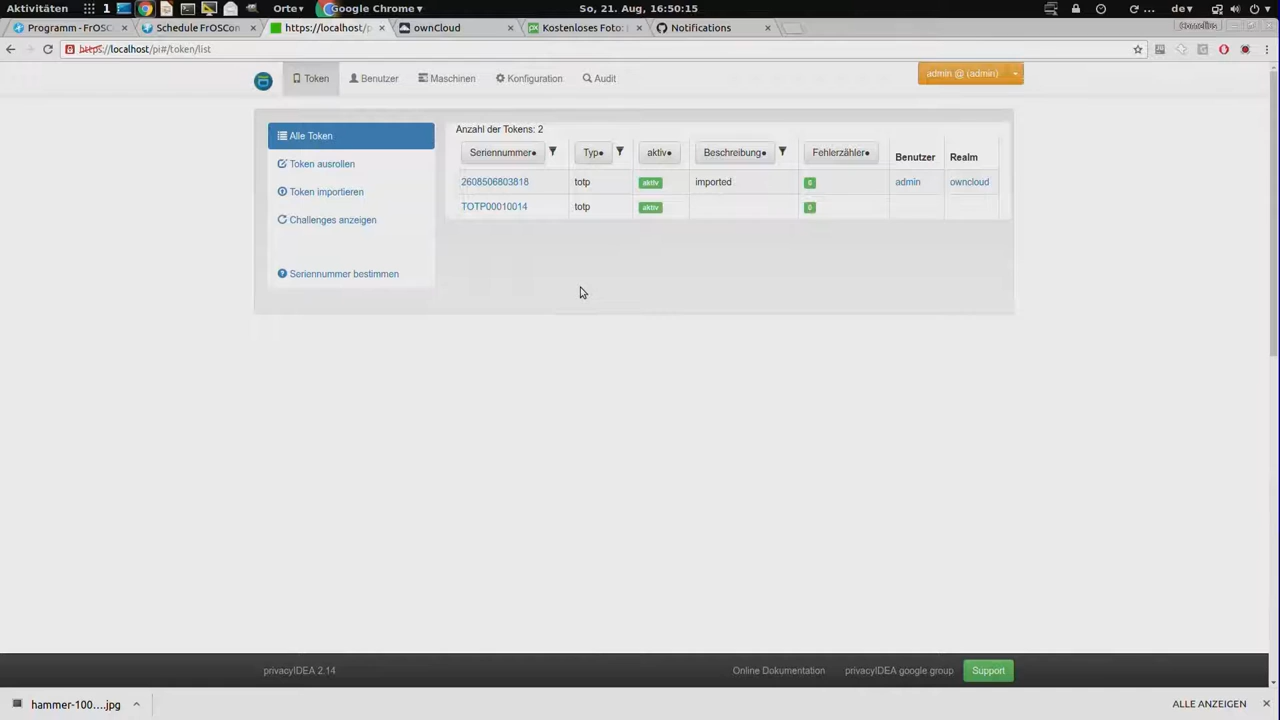 Aktivitäten 1 Orte Google Chrome So, 21. Aug, 16:50:15 ... de
Programm - FrOSC × Schedule FrOSCon × https://localhost/p × ownCloud × Kostenloses Foto: × Notifications × Cornelius
https://localhost/pi#/token/list
Token Benutzer Maschinen Konfiguration Audit admin @ (admin)
Alle Token
Token ausrollen
Token importieren
Challenges anzeigen
Seriennummer bestimmen
Anzahl der Tokens: 2
Seriennummer Typ aktiv Beschreibung Fehlerzähler Benutzer Realm
2608506803818 totp aktiv imported 0 admin owncloud
TOTP00010014 totp aktiv 0
privacyIDEA 2.14 Online Dokumentation privacyIDEA google group Support
hammer-100....jpg ALLE ANZEIGEN ×